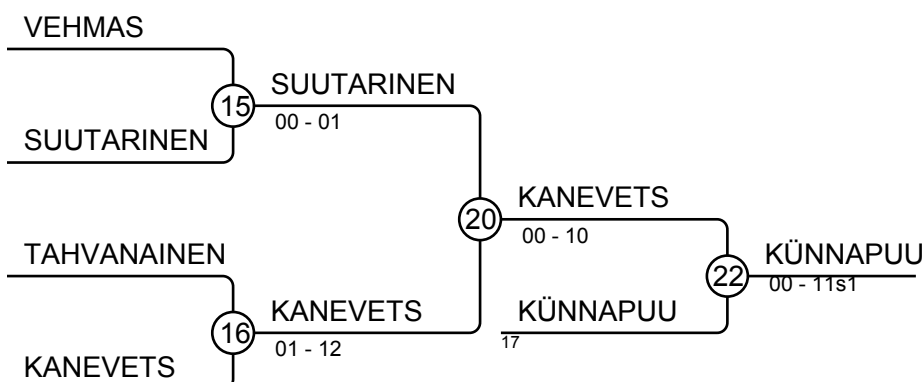 VEHMAS
15
SUUTARINEN
00 - 01
SUUTARINEN
20
KANEVETS
00 - 10
TAHVANAINEN
22
KÜNNAPUU
00 - 11s1
16
KANEVETS
01 - 12
KÜNNAPUU
17
KANEVETS